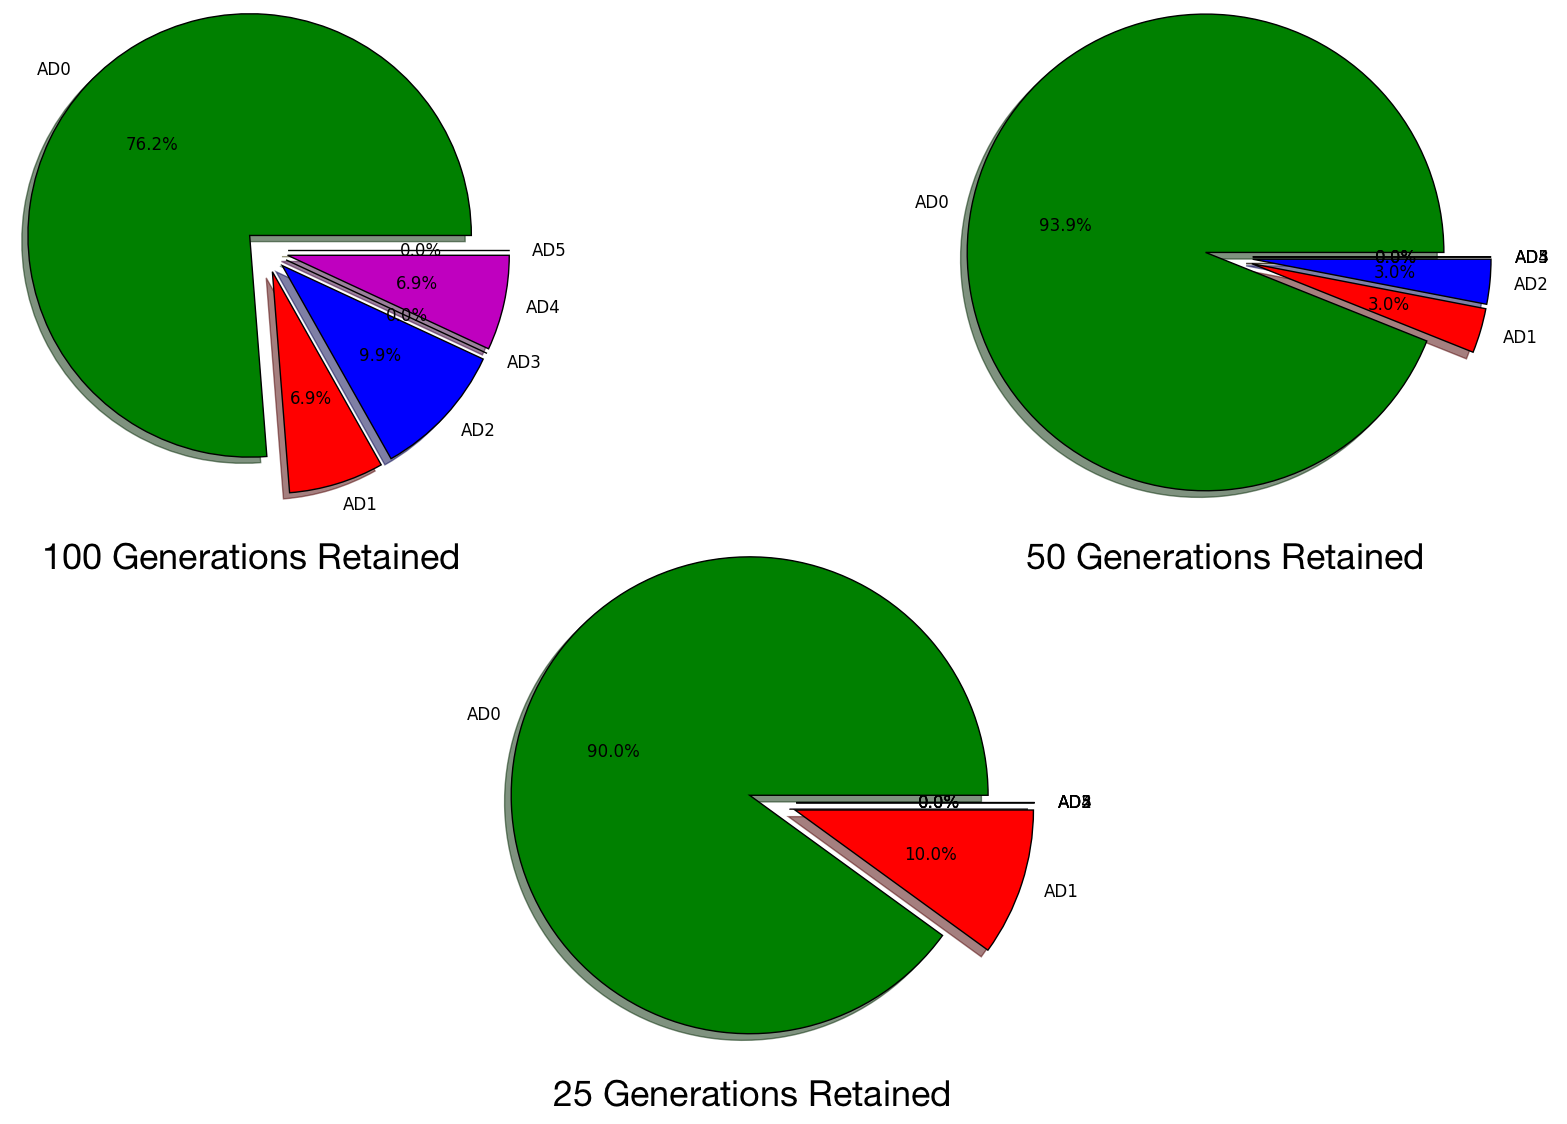 AD0
76.2%
0.0%
AD5
6.9%
AD4
0.0%
AD3
9.9%
AD2
6.9%
AD1
100 Generations Retained
AD0
93.9%
0.0%
3.0%
AD2
3.0%
AD1
50 Generations Retained
AD0
90.0%
0.0%
10.0%
AD1
25 Generations Retained